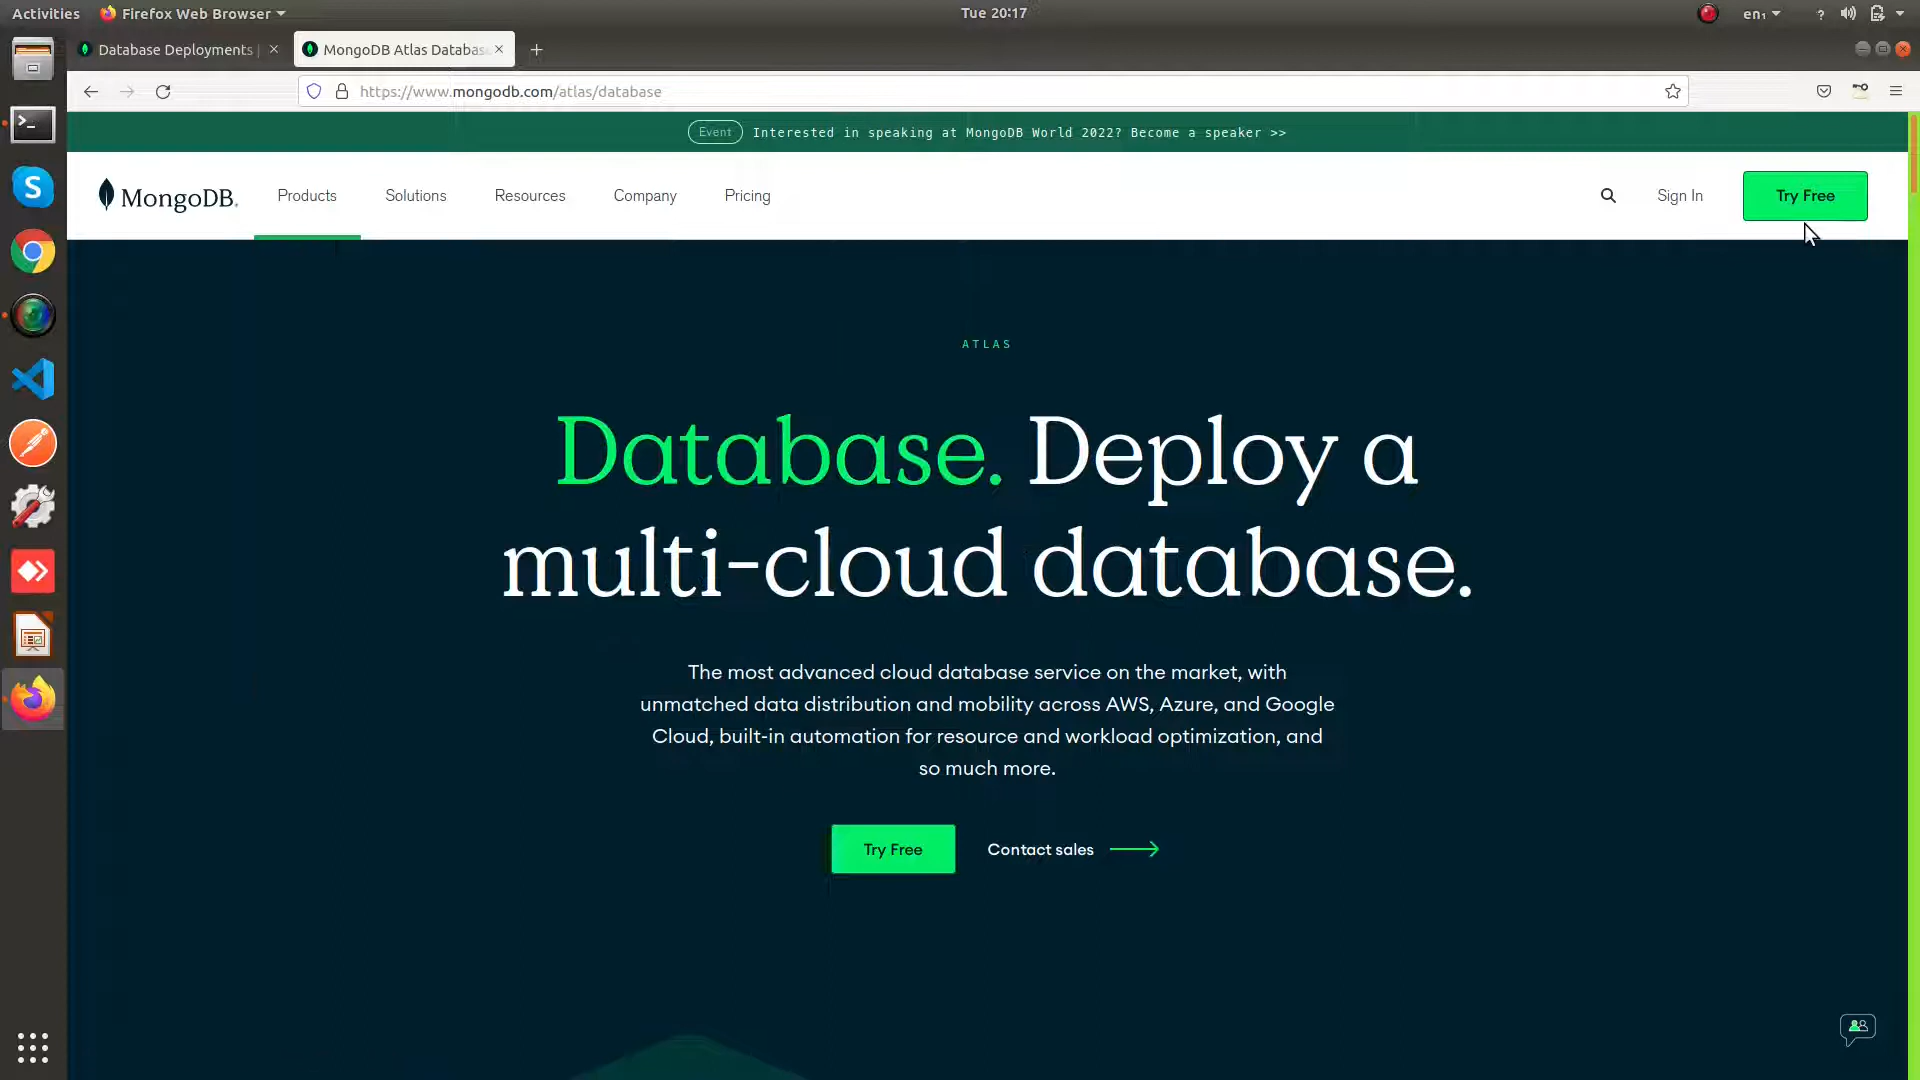 Activities
Firefox Web Browser
Tue 20:17
en₁
?
Database Deployments |
MongoDB Atlas Database
https://www.mongodb.com/atlas/database
Event
Interested in speaking at MongoDB World 2022? Become a speaker >>
MongoDB.
Products
Solutions
Resources
Company
Pricing
Sign In
Try Free
ATLAS
Database. Deploy a
multi-cloud database.
The most advanced cloud database service on the market, with
unmatched data distribution and mobility across AWS, Azure, and Google
Cloud, built-in automation for resource and workload optimization, and
so much more.
Try Free
Contact sales